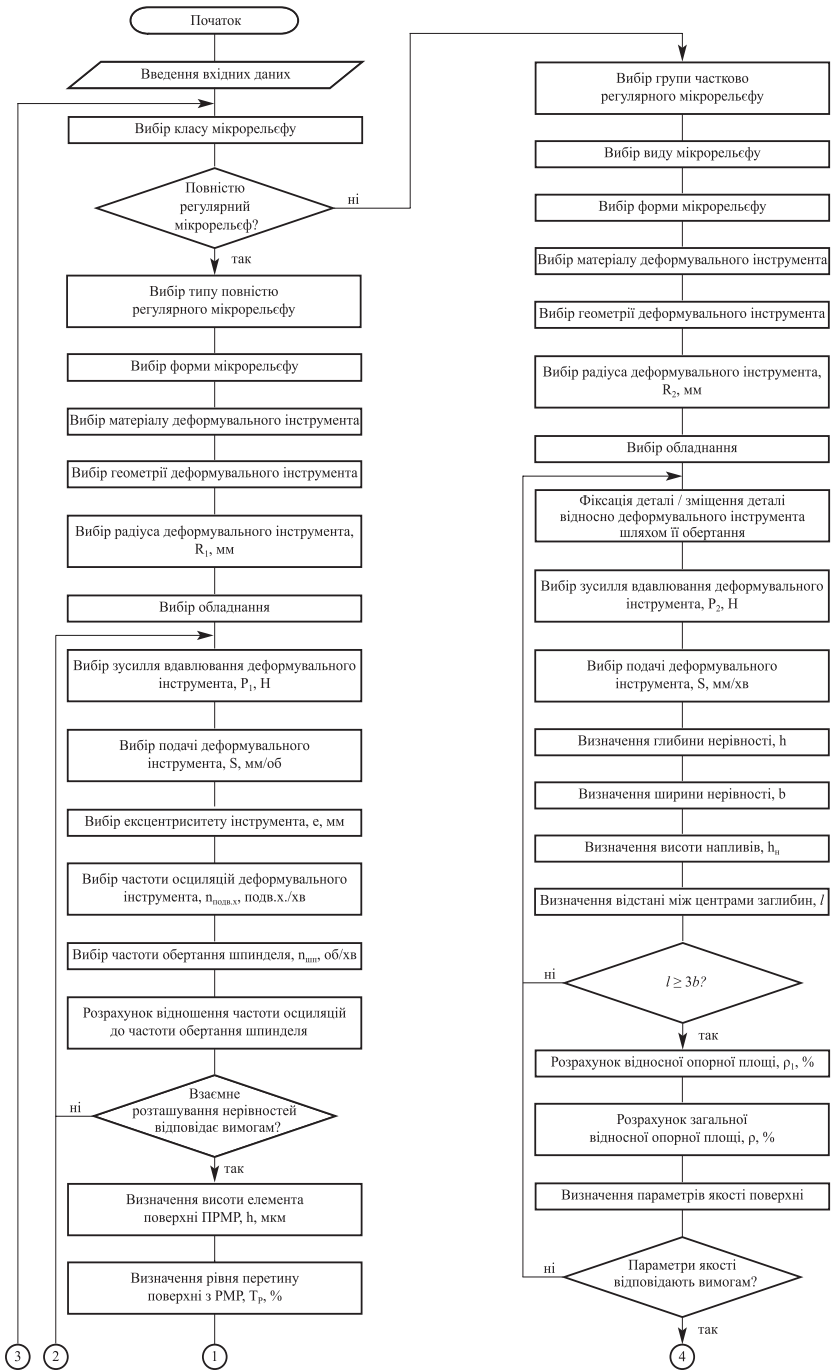 Початок
Введення вхідних даних
Вибір класу мікрорельєфу
Повністю
регулярний
мікрорельєф?
ні
так
Вибір типу повністю
регулярного мікрорельєфу
Вибір форми мікрорельєфу
Вибір матеріалу деформувального інструмента
Вибір геометрії деформувального інструмента
Вибір радіуса деформувального інструмента,
R₁, мм
Вибір обладнання
Вибір зусилля вдавлювання деформувального
інструмента, P₁, Н
Вибір подачі деформувального
інструмента, S, мм/об
Вибір ексцентриситету інструмента, e, мм
Вибір частоти осциляцій деформувального
інструмента, nподв.х, подв.х./хв
Вибір частоти обертання шпинделя, nшп, об/хв
Розрахунок відношення частоти осциляцій
до частоти обертання шпинделя
Взаємне
розташування нерівностей
відповідає вимогам?
ні
так
Визначення висоти елемента
поверхні ПРМР, h, мкм
Визначення рівня перетину
поверхні з РМР, TP, %
3
2
1
Вибір групи частково
регулярного мікрорельєфу
Вибір виду мікрорельєфу
Вибір форми мікрорельєфу
Вибір матеріалу деформувального інструмента
Вибір геометрії деформувального інструмента
Вибір радіуса деформувального інструмента,
R₂, мм
Вибір обладнання
Фіксація деталі / зміщення деталі
відносно деформувального інструмента
шляхом її обертання
Вибір зусилля вдавлювання деформувального
інструмента, P₂, Н
Вибір подачі деформувального
інструмента, S, мм/хв
Визначення глибини нерівності, h
Визначення ширини нерівності, b
Визначення висоти напливів, hн
Визначення відстані між центрами заглибин, l
l ≥ 3b?
ні
так
Розрахунок відносної опорної площі, ρ₁, %
Розрахунок загальної
відносної опорної площі, ρ, %
Визначення параметрів якості поверхні
Параметри якості
відповідають вимогам?
ні
так
4